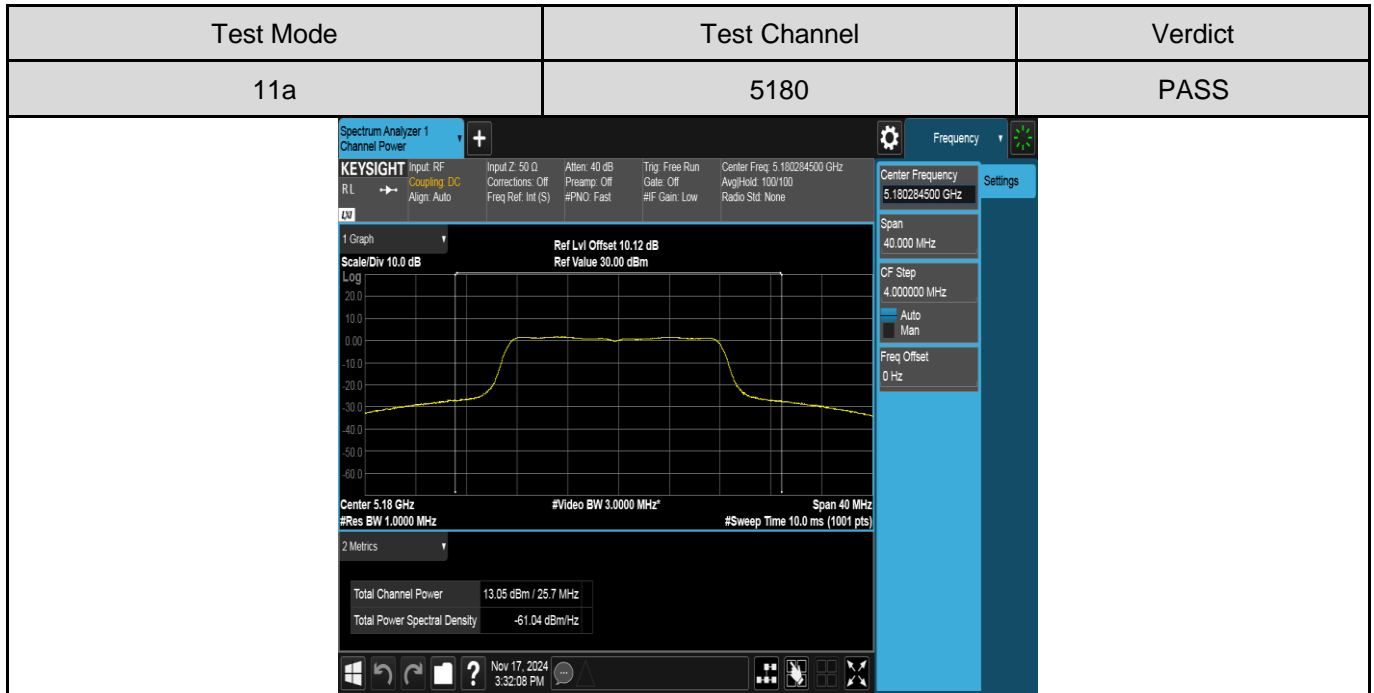 Test Mode Test Channel Verdict
11a 5180 PASS
Spectrum Analyzer 1
Channel Power
+
Frequency
KEYSIGHT Input: RF Input Z: 50 Ω Atten: 40 dB Trig: Free Run Center Freq: 5.180284500 GHz
RL Coupling: DC Corrections: Off Preamp: Off Gate: Off Avg|Hold: 100/100
Align: Auto Freq Ref: Int (S) #PNO: Fast #IF Gain: Low Radio Std: None
LXI
Center Frequency
5.180284500 GHz
Settings
Span
40.000 MHz
CF Step
4.000000 MHz
Auto
Man
Freq Offset
0 Hz
1 Graph
Ref Lvl Offset 10.12 dB
Scale/Div 10.0 dB Ref Value 30.00 dBm
Log
20.0
10.0
0.00
-10.0
-20.0
-30.0
-40.0
-50.0
-60.0
Center 5.18 GHz #Video BW 3.0000 MHz* Span 40 MHz
#Res BW 1.0000 MHz #Sweep Time 10.0 ms (1001 pts)
2 Metrics
Total Channel Power 13.05 dBm / 25.7 MHz
Total Power Spectral Density -61.04 dBm/Hz
? Nov 17, 2024
3:32:08 PM